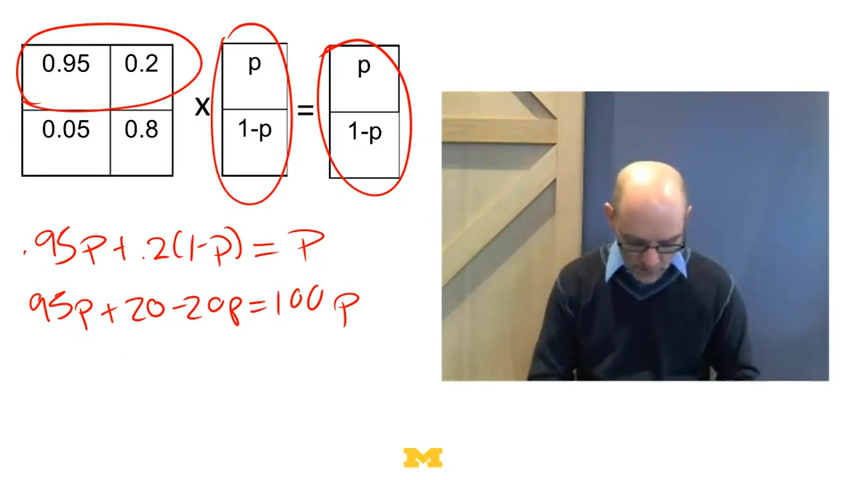 0.95 0.2 p p
x =
0.05 0.8 1-p 1-p
.95p + .2(1-p) = P
95p + 20 - 20p = 100p
M